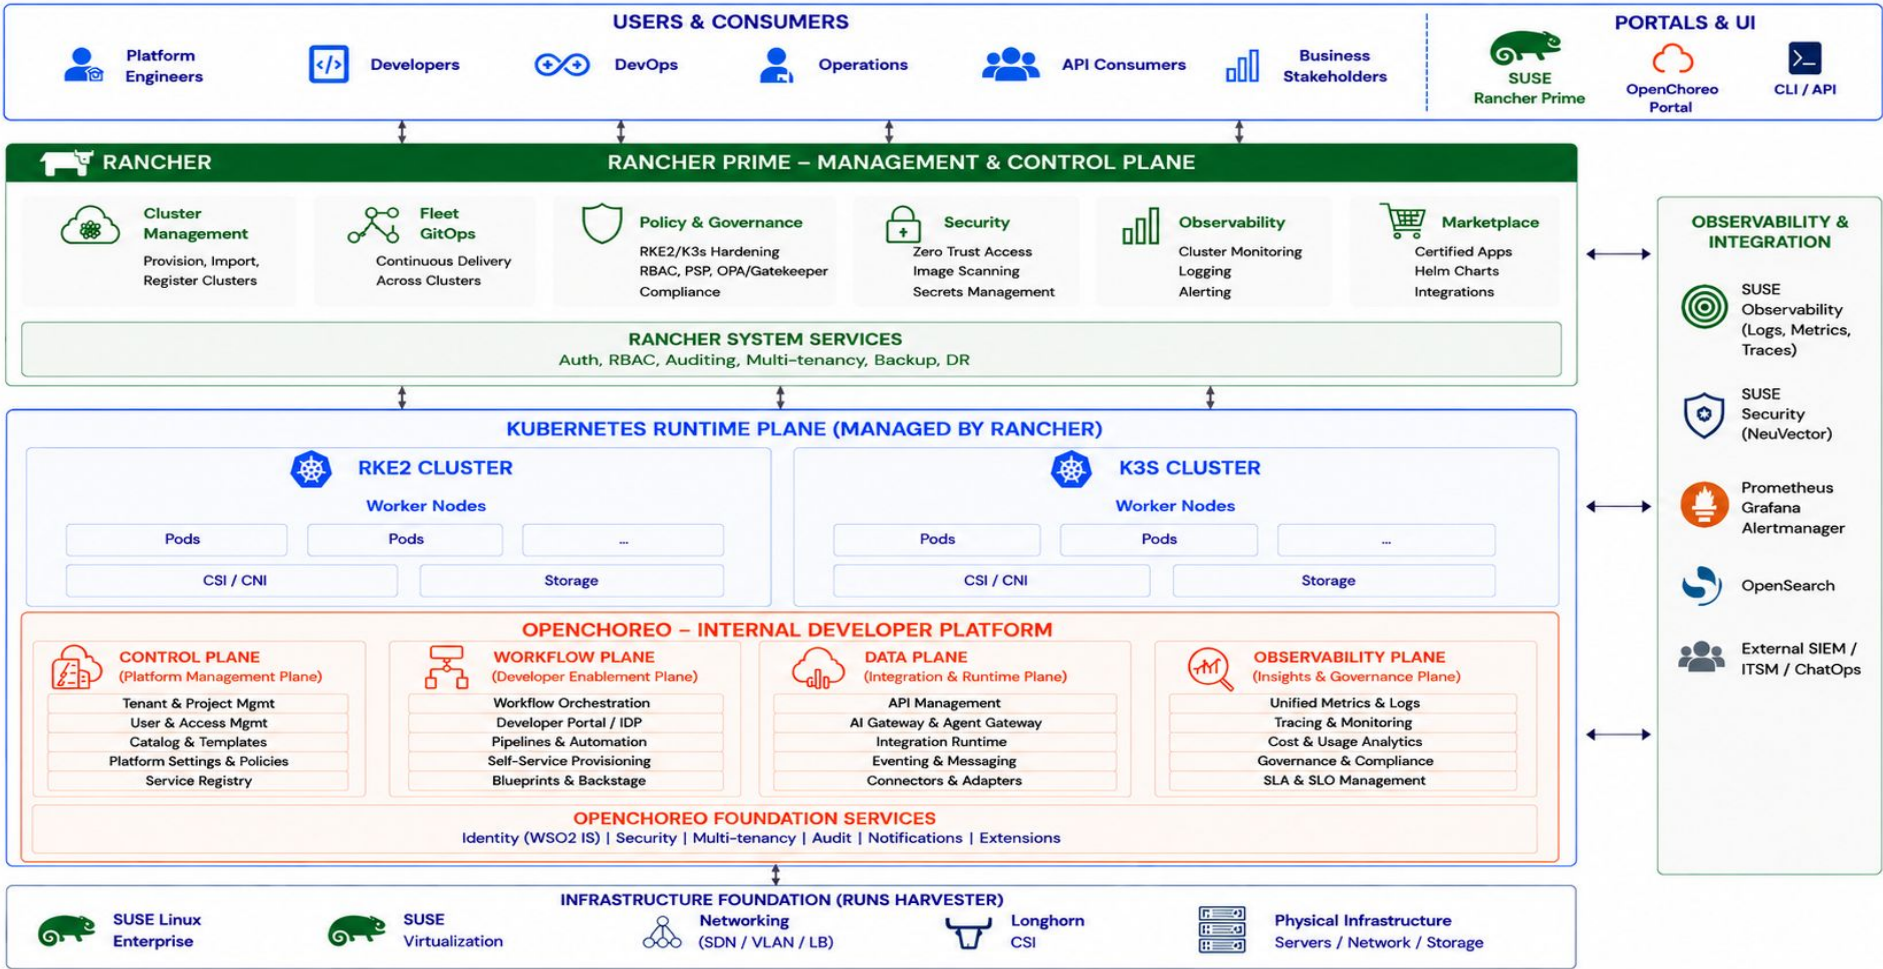 USERS & CONSUMERS
Platform
Engineers
Developers
DevOps
Operations
API Consumers
Business
Stakeholders
PORTALS & UI
SUSE
Rancher Prime
OpenChoreo
Portal
CLI / API
RANCHER
RANCHER PRIME – MANAGEMENT & CONTROL PLANE
Cluster
Management
Provision, Import,
Register Clusters
Fleet
GitOps
Continuous Delivery
Across Clusters
Policy & Governance
RKE2/K3s Hardening
RBAC, PSP, OPA/Gatekeeper
Compliance
Security
Zero Trust Access
Image Scanning
Secrets Management
Observability
Cluster Monitoring
Logging
Alerting
Marketplace
Certified Apps
Helm Charts
Integrations
RANCHER SYSTEM SERVICES
Auth, RBAC, Auditing, Multi-tenancy, Backup, DR
KUBERNETES RUNTIME PLANE (MANAGED BY RANCHER)
RKE2 CLUSTER
Worker Nodes
Pods
Pods
...
CSI / CNI
Storage
K3S CLUSTER
Worker Nodes
Pods
Pods
...
CSI / CNI
Storage
OPENCHOREO – INTERNAL DEVELOPER PLATFORM
CONTROL PLANE
(Platform Management Plane)
Tenant & Project Mgmt
User & Access Mgmt
Catalog & Templates
Platform Settings & Policies
Service Registry
WORKFLOW PLANE
(Developer Enablement Plane)
Workflow Orchestration
Developer Portal / IDP
Pipelines & Automation
Self-Service Provisioning
Blueprints & Backstage
DATA PLANE
(Integration & Runtime Plane)
API Management
AI Gateway & Agent Gateway
Integration Runtime
Eventing & Messaging
Connectors & Adapters
OBSERVABILITY PLANE
(Insights & Governance Plane)
Unified Metrics & Logs
Tracing & Monitoring
Cost & Usage Analytics
Governance & Compliance
SLA & SLO Management
OPENCHOREO FOUNDATION SERVICES
Identity (WSO2 IS) | Security | Multi-tenancy | Audit | Notifications | Extensions
INFRASTRUCTURE FOUNDATION (RUNS HARVESTER)
SUSE Linux
Enterprise
SUSE
Virtualization
Networking
(SDN / VLAN / LB)
Longhorn
CSI
Physical Infrastructure
Servers / Network / Storage
OBSERVABILITY &
INTEGRATION
SUSE
Observability
(Logs, Metrics,
Traces)
SUSE
Security
(NeuVector)
Prometheus
Grafana
Alertmanager
OpenSearch
External SIEM /
ITSM / ChatOps